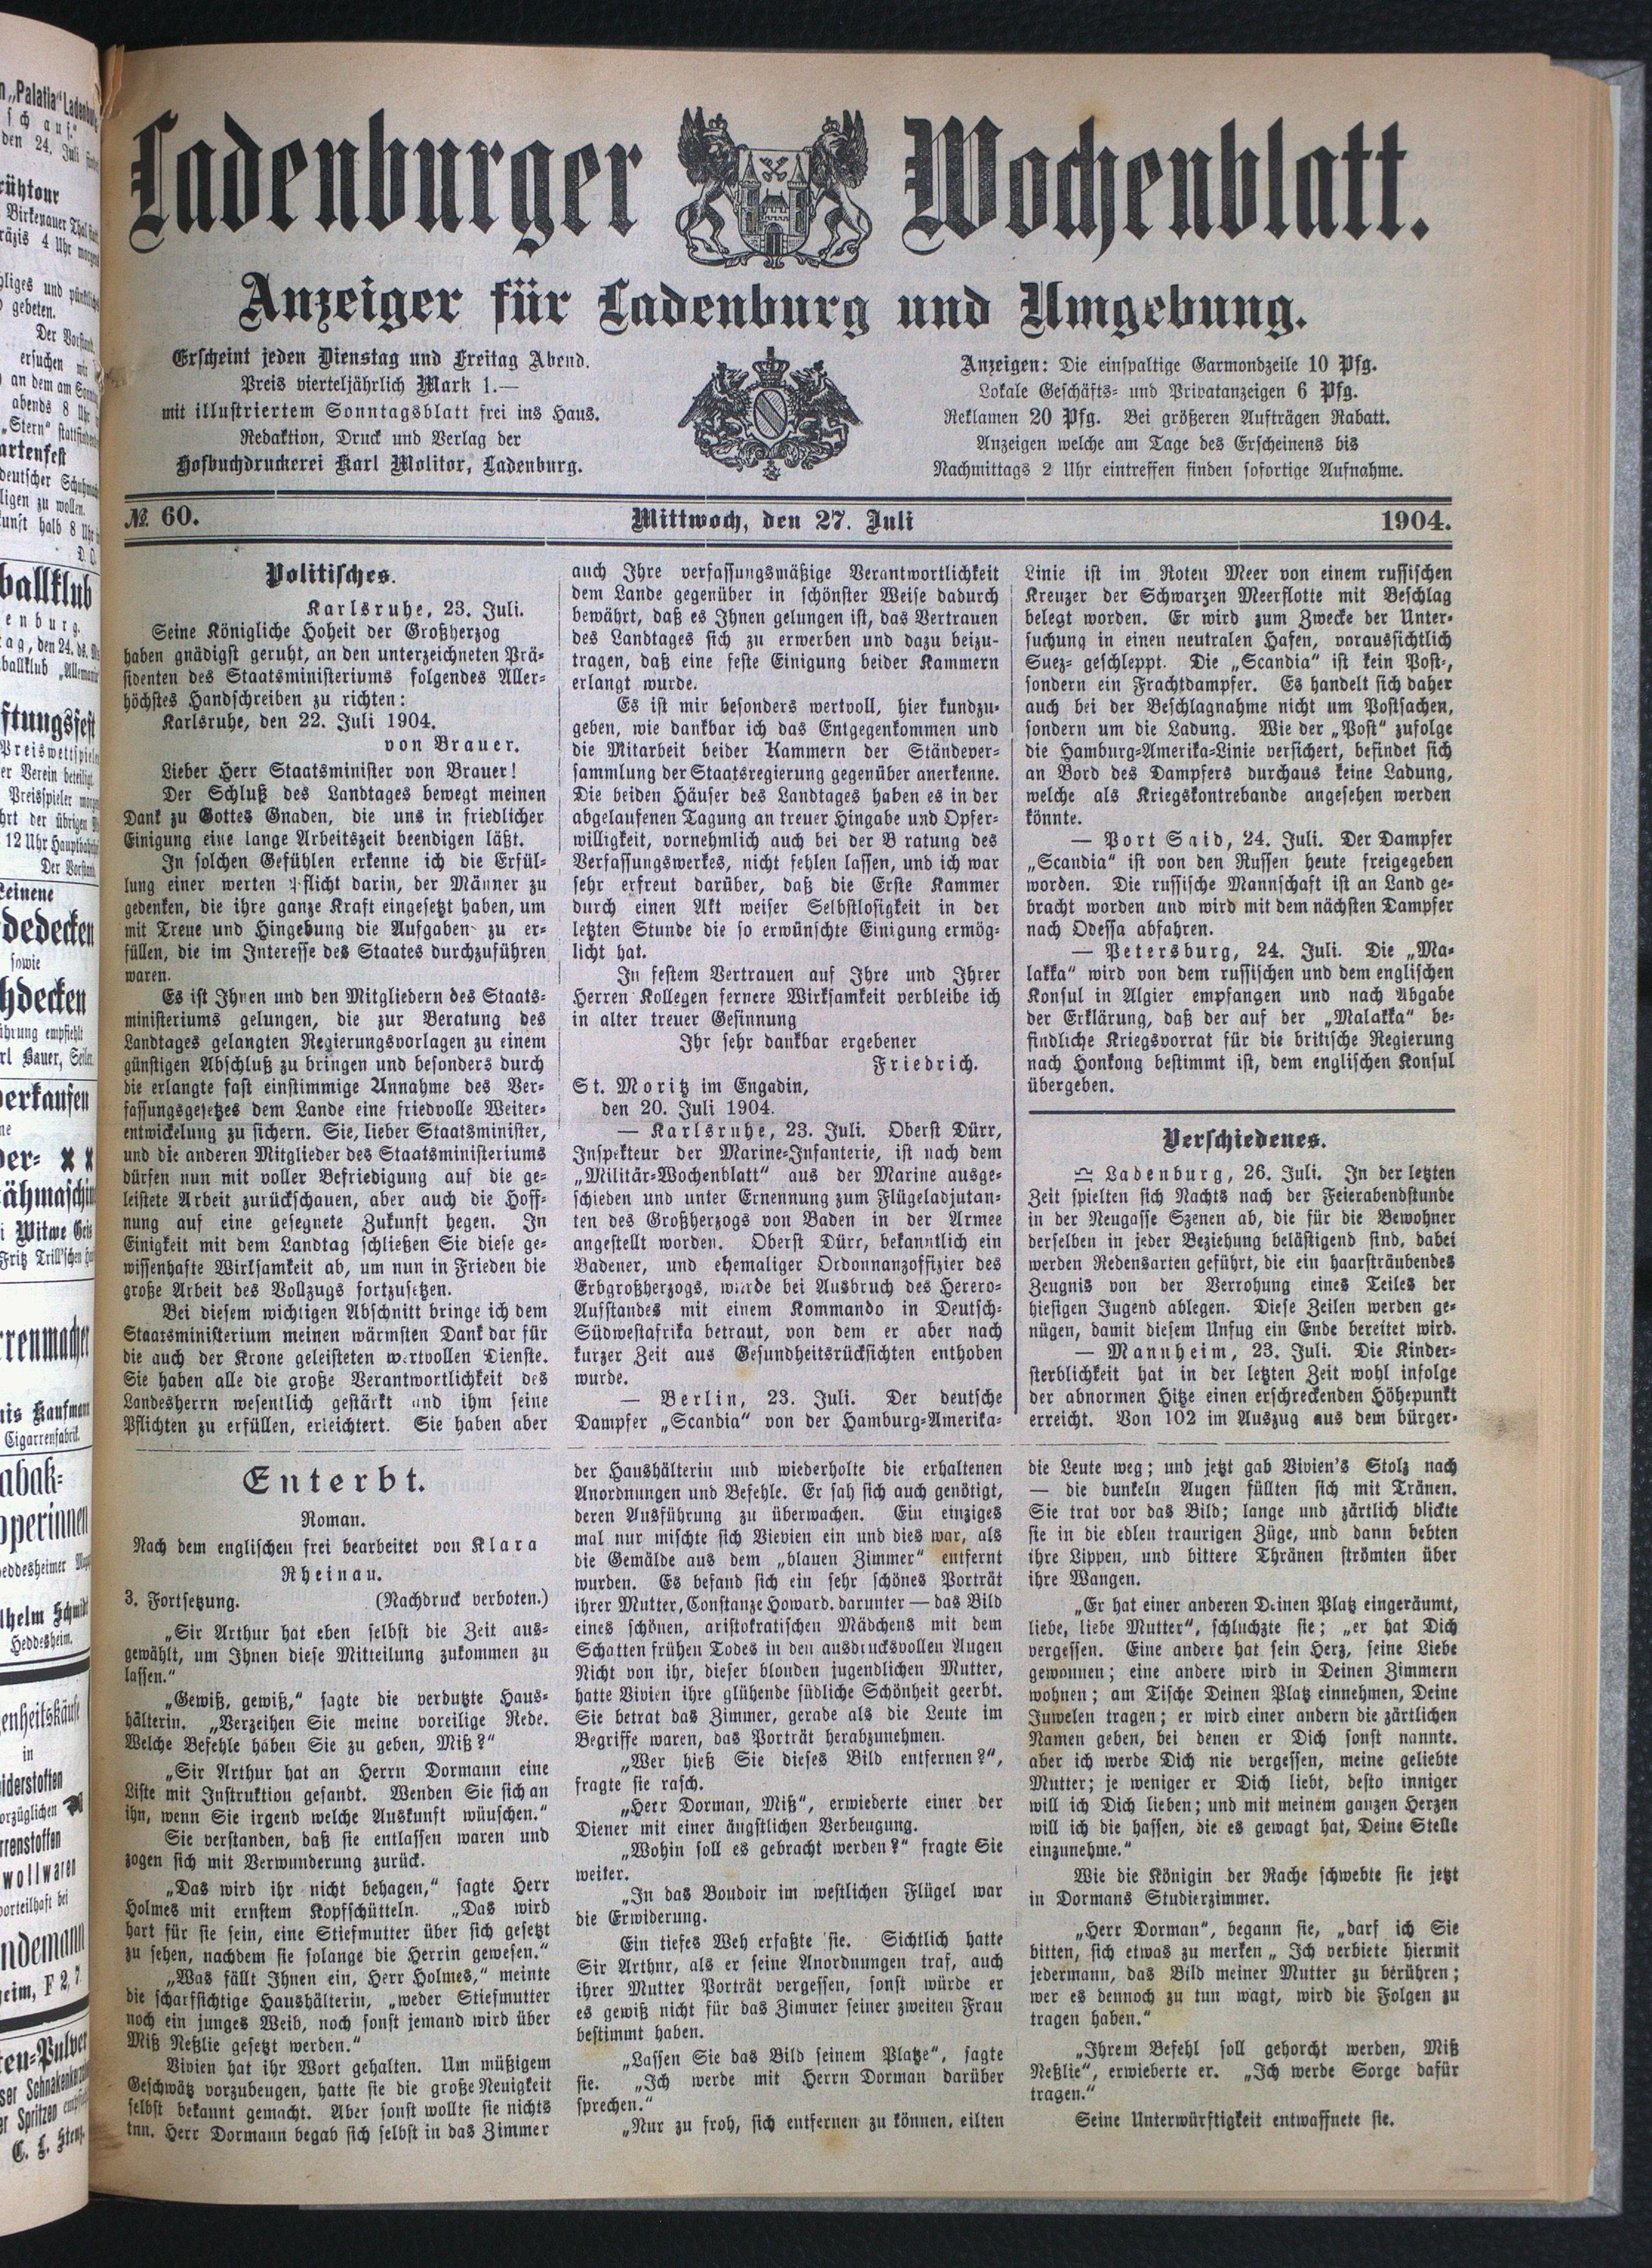 Ladenburger Wochenblatt.
Anzeiger für Ladenburg und Umgebung.
Erscheint jeden Dienstag und Freitag Abend.
Preis vierteljährlich Mark 1.—
mit illustriertem Sonntagsblatt frei ins Haus.
Redaktion, Druck und Verlag der
Hofbuchdruckerei Karl Molitor, Ladenburg.
Anzeigen: Die einspaltige Garmondzeile 10 Pfg.
Lokale Geschäfts- und Privatanzeigen 6 Pfg.
Reklamen 20 Pfg. Bei größeren Aufträgen Rabatt.
Anzeigen welche am Tage des Erscheinens bis
Nachmittags 2 Uhr eintreffen finden sofortige Aufnahme.
№ 60. Mittwoch, den 27. Juli 1904.
Politisches.
Karlsruhe, 23. Juli.
Seine Königliche Hoheit der Großherzog
haben gnädigst geruht, an den unterzeichneten Prä-
sidenten des Staatsministeriums folgendes Aller-
höchstes Handschreiben zu richten:
Karlsruhe, den 22. Juli 1904.
von Brauer.
Lieber Herr Staatsminister von Brauer!
Der Schluß des Landtages bewegt meinen
Dank zu Gottes Gnaden, die uns in friedlicher
Einigung eine lange Arbeitszeit beendigen läßt.
In solchen Gefühlen erkenne ich die Erfül-
lung einer werten Pflicht darin, der Männer zu
gedenken, die ihre ganze Kraft eingesetzt haben, um
mit Treue und Hingebung die Aufgaben zu er-
füllen, die im Interesse des Staates durchzuführen
waren.
Es ist Ihnen und den Mitgliedern des Staats-
ministeriums gelungen, die zur Beratung des
Landtages gelangten Regierungsvorlagen zu einem
günstigen Abschluß zu bringen und besonders durch
die erlangte fast einstimmige Annahme des Ver-
fassungsgesetzes dem Lande eine friedvolle Weiter-
entwickelung zu sichern. Sie, lieber Staatsminister,
und die anderen Mitglieder des Staatsministeriums
dürfen nun mit voller Befriedigung auf die ge-
leistete Arbeit zurückschauen, aber auch die Hoff-
nung auf eine gesegnete Zukunft hegen. In
Einigkeit mit dem Landtag schließen Sie diese ge-
wissenhafte Wirksamkeit ab, um nun in Frieden die
große Arbeit des Vollzugs fortzusetzen.
Bei diesem wichtigen Abschnitt bringe ich dem
Staatsministerium meinen wärmsten Dank dar für
die auch der Krone geleisteten wertvollen Dienste.
Sie haben alle die große Verantwortlichkeit des
Landesherrn wesentlich gestärkt und ihm seine
Pflichten zu erfüllen, erleichtert. Sie haben aber
auch Ihre verfassungsmäßige Verantwortlichkeit
dem Lande gegenüber in schönster Weise dadurch
bewährt, daß es Ihnen gelungen ist, das Vertrauen
des Landtages sich zu erwerben und dazu beizu-
tragen, daß eine feste Einigung beider Kammern
erlangt wurde.
Es ist mir besonders wertvoll, hier kundzu-
geben, wie dankbar ich das Entgegenkommen und
die Mitarbeit beider Kammern der Ständever-
sammlung der Staatsregierung gegenüber anerkenne.
Die beiden Häuser des Landtages haben es in der
abgelaufenen Tagung an treuer Hingabe und Opfer-
willigkeit, vornehmlich auch bei der B ratung des
Verfassungswerkes, nicht fehlen lassen, und ich war
sehr erfreut darüber, daß die Erste Kammer
durch einen Akt weiser Selbstlosigkeit in der
letzten Stunde die so erwünschte Einigung ermög-
licht hat.
In festem Vertrauen auf Ihre und Ihrer
Herren Kollegen fernere Wirksamkeit verbleibe ich
in alter treuer Gesinnung
Ihr sehr dankbar ergebener
Friedrich.
St. Moritz im Engadin,
den 20. Juli 1904.
— Karlsruhe, 23. Juli. Oberst Dürr,
Inspekteur der Marine-Infanterie, ist nach dem
„Militär-Wochenblatt“ aus der Marine ausge-
schieden und unter Ernennung zum Flügeladjutan-
ten des Großherzogs von Baden in der Armee
angestellt worden. Oberst Dürr, bekanntlich ein
Badener, und ehemaliger Ordonnanzoffizier des
Erbgroßherzogs, wurde bei Ausbruch des Herero-
Aufstandes mit einem Kommando in Deutsch-
Südwestafrika betraut, von dem er aber nach
kurzer Zeit aus Gesundheitsrücksichten enthoben
wurde.
— Berlin, 23. Juli. Der deutsche
Dampfer „Scandia“ von der Hamburg-Amerika-
Linie ist im Roten Meer von einem russischen
Kreuzer der Schwarzen Meerflotte mit Beschlag
belegt worden. Er wird zum Zwecke der Unter-
suchung in einen neutralen Hafen, voraussichtlich
Suez- geschleppt. Die „Scandia“ ist kein Post-,
sondern ein Frachtdampfer. Es handelt sich daher
auch bei der Beschlagnahme nicht um Postsachen,
sondern um die Ladung. Wie der „Post“ zufolge
die Hamburg-Amerika-Linie versichert, befindet sich
an Bord des Dampfers durchaus keine Ladung,
welche als Kriegskontrebande angesehen werden
könnte.
— Port Said, 24. Juli. Der Dampfer
„Scandia“ ist von den Russen heute freigegeben
worden. Die russische Mannschaft ist an Land ge-
bracht worden und wird mit dem nächsten Dampfer
nach Odessa abfahren.
— Petersburg, 24. Juli. Die „Ma-
lakka“ wird von dem russischen und dem englischen
Konsul in Algier empfangen und nach Abgabe
der Erklärung, daß der auf der „Malakka“ be-
findliche Kriegsvorrat für die britische Regierung
nach Honkong bestimmt ist, dem englischen Konsul
übergeben.
Verschiedenes.
Ladenburg, 26. Juli. In der letzten
Zeit spielten sich Nachts nach der Feierabendstunde
in der Neugasse Szenen ab, die für die Bewohner
derselben in jeder Beziehung belästigend sind, dabei
werden Redensarten geführt, die ein haarsträubendes
Zeugnis von der Verrohung eines Teiles der
hiesigen Jugend ablegen. Diese Zeilen werden ge-
nügen, damit diesem Unfug ein Ende bereitet wird.
— Mannheim, 23. Juli. Die Kinder-
sterblichkeit hat in der letzten Zeit wohl infolge
der abnormen Hitze einen erschreckenden Höhepunkt
erreicht. Von 102 im Auszug aus dem bürger-
Enterbt.
Roman.
Nach dem englischen frei bearbeitet von Klara
Rheinau.
3. Fortsetzung. (Nachdruck verboten.)
„Sir Arthur hat eben selbst die Zeit aus-
gewählt, um Ihnen diese Mitteilung zukommen zu
lassen.“
„Gewiß, gewiß,“ sagte die verdutzte Haus-
hälterin. „Verzeihen Sie meine voreilige Rede.
Welche Befehle haben Sie zu geben, Miß?“
„Sir Arthur hat an Herrn Dormann eine
Liste mit Instruktion gesandt. Wenden Sie sich an
ihn, wenn Sie irgend welche Auskunft wünschen.“
Sie verstanden, daß sie entlassen waren und
zogen sich mit Verwunderung zurück.
„Das wird ihr nicht behagen,“ sagte Herr
Holmes mit ernstem Kopfschütteln. „Das wird
hart für sie sein, eine Stiefmutter über sich gesetzt
zu sehen, nachdem sie solange die Herrin gewesen.“
„Was fällt Ihnen ein, Herr Holmes,“ meinte
die scharfsichtige Haushälterin, „weder Stiefmutter
noch ein junges Weib, noch sonst jemand wird über
Miß Neßlie gesetzt werden.“
Vivien hat ihr Wort gehalten. Um müßigem
Geschwätz vorzubeugen, hatte sie die große Neuigkeit
selbst bekannt gemacht. Aber sonst wollte sie nichts
tnn. Herr Dormann begab sich selbst in das Zimmer
der Haushälterin und wiederholte die erhaltenen
Anordnungen und Befehle. Er sah sich auch genötigt,
deren Ausführung zu überwachen. Ein einziges
mal nur mischte sich Vievien ein und dies war, als
die Gemälde aus dem „blauen Zimmer“ entfernt
wurden. Es befand sich ein sehr schönes Porträt
ihrer Mutter, Constanze Howard. darunter — das Bild
eines schönen, aristokratischen Mädchens mit dem
Schatten frühen Todes in den ausdrucksvollen Augen
Nicht von ihr, dieser blonden jugendlichen Mutter,
hatte Vivien ihre glühende südliche Schönheit geerbt.
Sie betrat das Zimmer, gerade als die Leute im
Begriffe waren, das Porträt herabzunehmen.
„Wer hieß Sie dieses Bild entfernen?“,
fragte sie rasch.
„Herr Dorman, Miß“, erwiederte einer der
Diener mit einer ängstlichen Verbeugung.
„Wohin soll es gebracht werden?“ fragte Sie
weiter.
„In das Boudoir im westlichen Flügel war
die Erwiderung.
Ein tiefes Weh erfaßte sie. Sichtlich hatte
Sir Arthur, als er seine Anordnungen traf, auch
ihrer Mutter Porträt vergessen, sonst würde er
es gewiß nicht für das Zimmer seiner zweiten Frau
bestimmt haben.
„Lassen Sie das Bild seinem Platze“, sagte
sie. „Ich werde mit Herrn Dorman darüber
sprechen.“
„Nur zu froh, sich entfernen zu können, eilten
die Leute weg; und jetzt gab Vivien's Stolz nach
— die dunkeln Augen füllten sich mit Tränen.
Sie trat vor das Bild; lange und zärtlich blickte
sie in die edlen traurigen Züge, und dann bebten
ihre Lippen, und bittere Thränen strömten über
ihre Wangen.
„Er hat einer anderen Deinen Platz eingeräumt,
liebe, liebe Mutter“, schluchzte sie; „er hat Dich
vergessen. Eine andere hat sein Herz, seine Liebe
gewonnen; eine andere wird in Deinen Zimmern
wohnen; am Tische Deinen Platz einnehmen, Deine
Juwelen tragen; er wird einer andern die zärtlichen
Namen geben, bei denen er Dich sonst nannte.
aber ich werde Dich nie vergessen, meine geliebte
Mutter; je weniger er Dich liebt, desto inniger
will ich Dich lieben; und mit meinem ganzen Herzen
will ich die hassen, die es gewagt hat, Deine Stelle
einzunehme.“
Wie die Königin der Rache schwebte sie jetzt
in Dormans Studierzimmer.
„Herr Dorman“, begann sie, „darf ich Sie
bitten, sich etwas zu merken „ Ich verbiete hiermit
jedermann, das Bild meiner Mutter zu berühren;
wer es dennoch zu tun wagt, wird die Folgen zu
tragen haben.“
„Ihrem Befehl soll gehorcht werden, Miß
Neßlie“, erwieberte er. „Ich werde Sorge dafür
tragen.“
Seine Unterwürftigkeit entwaffnete sie.